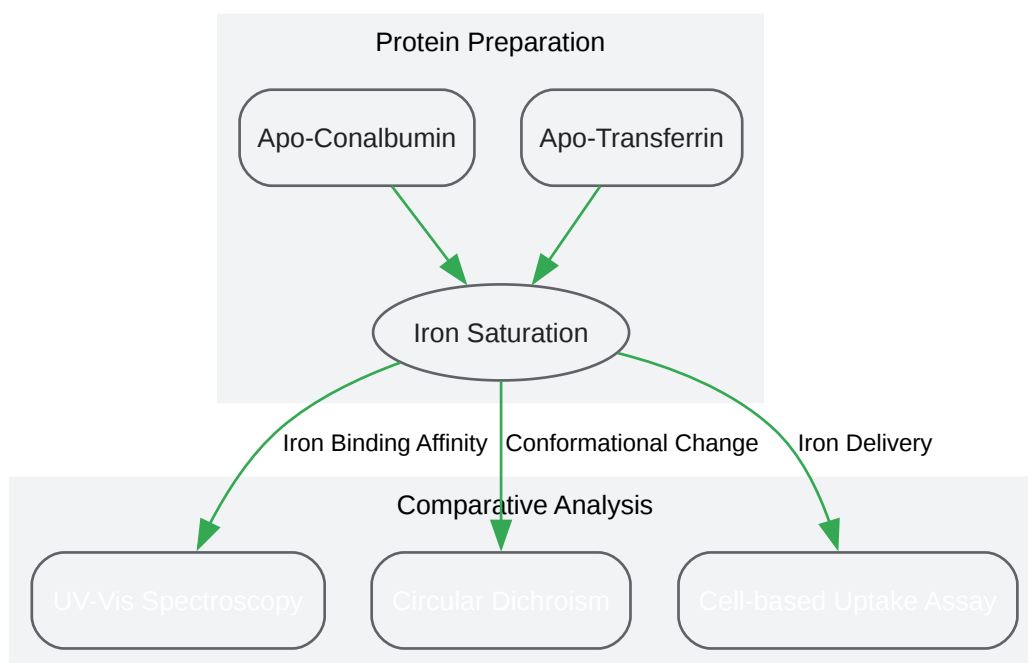 Protein Preparation
Apo-Conalbumin
Apo-Transferrin
Iron Saturation
Iron Binding Affinity
Conformational Change
Iron Delivery
Comparative Analysis
UV-Vis Spectroscopy
Circular Dichroism
Cell-based Uptake Assay